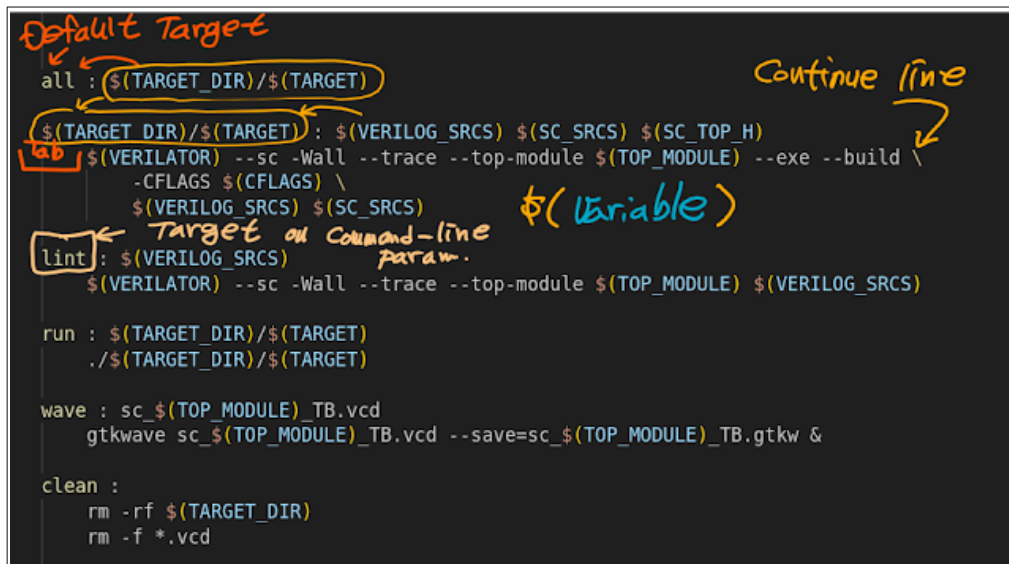 Default Target
all : $(TARGET_DIR)/$(TARGET)
Continue line
$(TARGET_DIR)/$(TARGET) : $(VERILOG_SRCS) $(SC_SRCS) $(SC_TOP_H)
Tab $(VERILATOR) --sc -Wall --trace --top-module $(TOP_MODULE) --exe --build \
-CFLAGS $(CFLAGS) \
$(VERILOG_SRCS) $(SC_SRCS)
$(Variable)
Target on Command-line
param.
lint : $(VERILOG_SRCS)
$(VERILATOR) --sc -Wall --trace --top-module $(TOP_MODULE) $(VERILOG_SRCS)
run : $(TARGET_DIR)/$(TARGET)
./$(TARGET_DIR)/$(TARGET)
wave : sc_$(TOP_MODULE)_TB.vcd
gtkwave sc_$(TOP_MODULE)_TB.vcd --save=sc_$(TOP_MODULE)_TB.gtkw &
clean :
rm -rf $(TARGET_DIR)
rm -f *.vcd